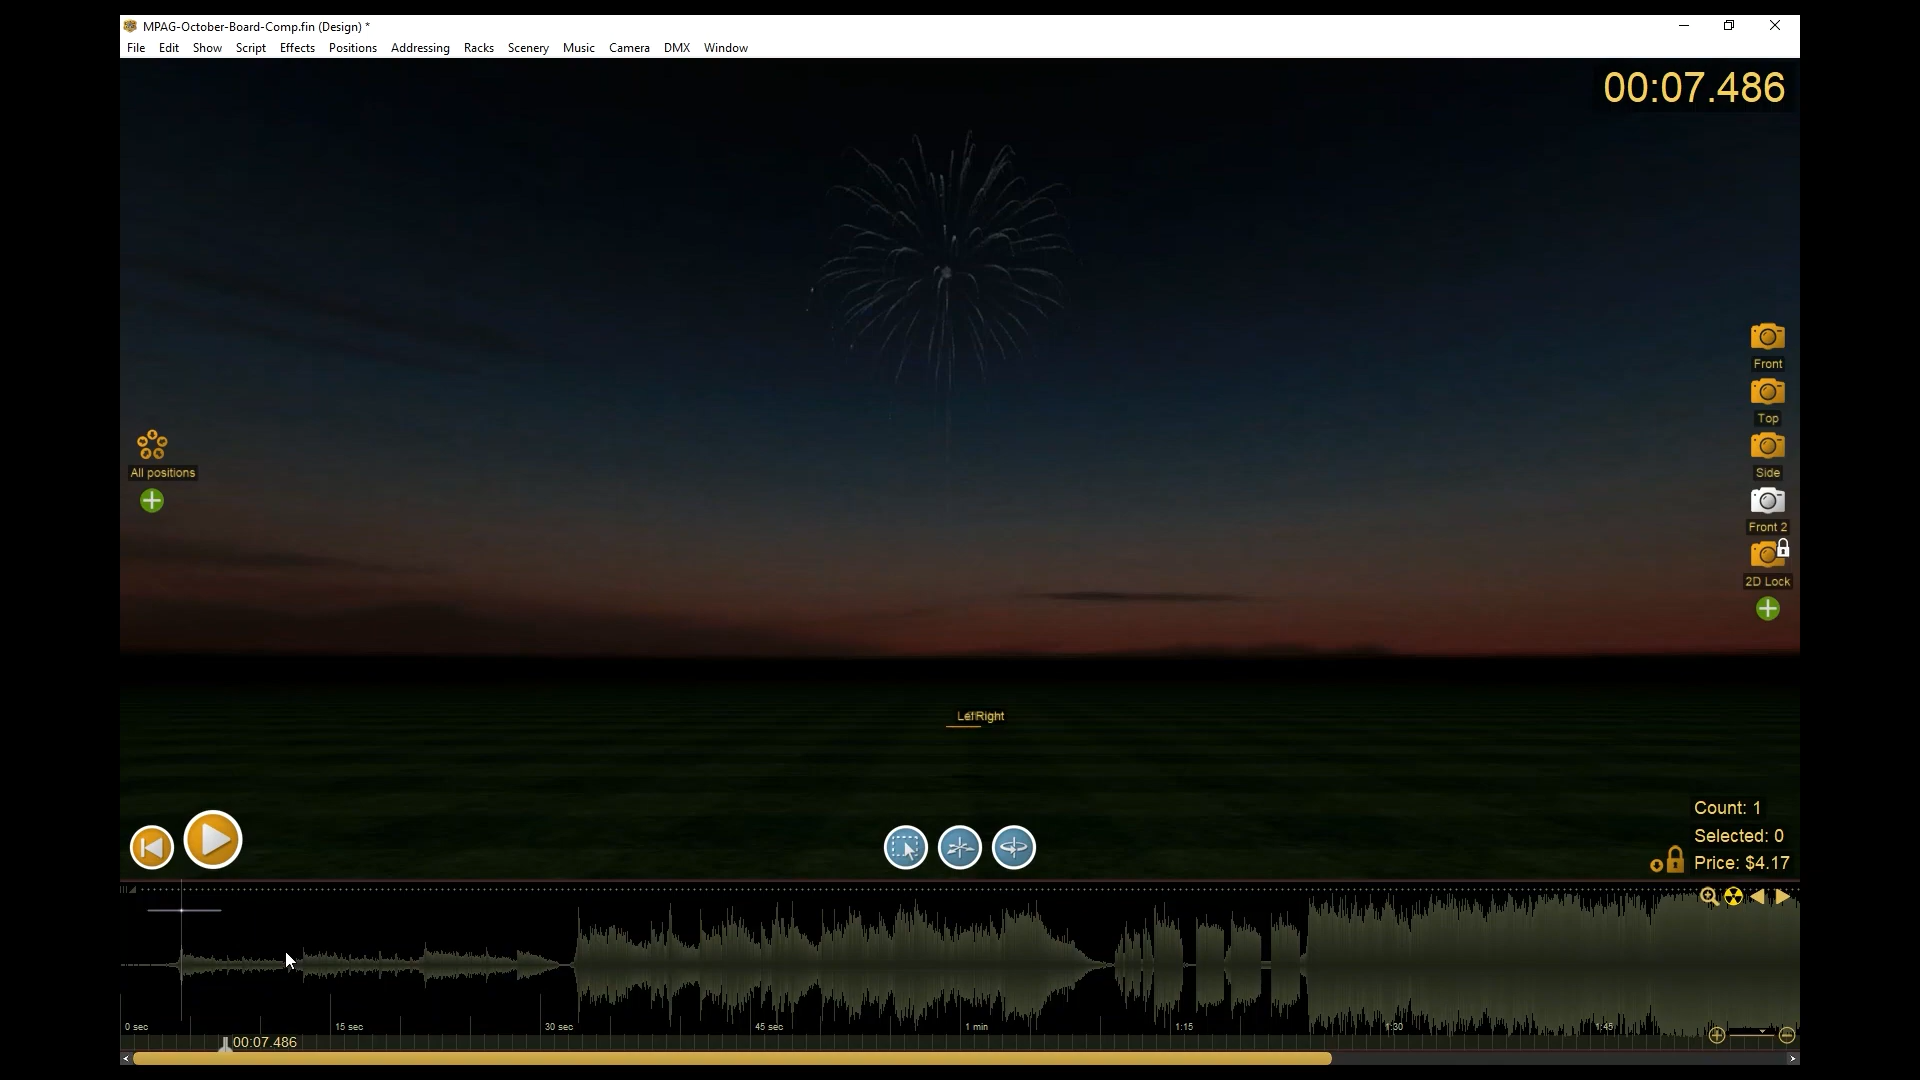 MPAG-October-Board-Comp.fin (Design) *
File Edit Show Script Effects Positions Addressing Racks Scenery Music Camera DMX Window
00:07.486
Front
Top
All positions
Side
Front 2
2D Lock
Right
Count: 1
Selected: 0
Price: $4.17
0 sec 15 sec 30 sec 45 sec 1 min 1:15 1:30 1:45
00:07.486